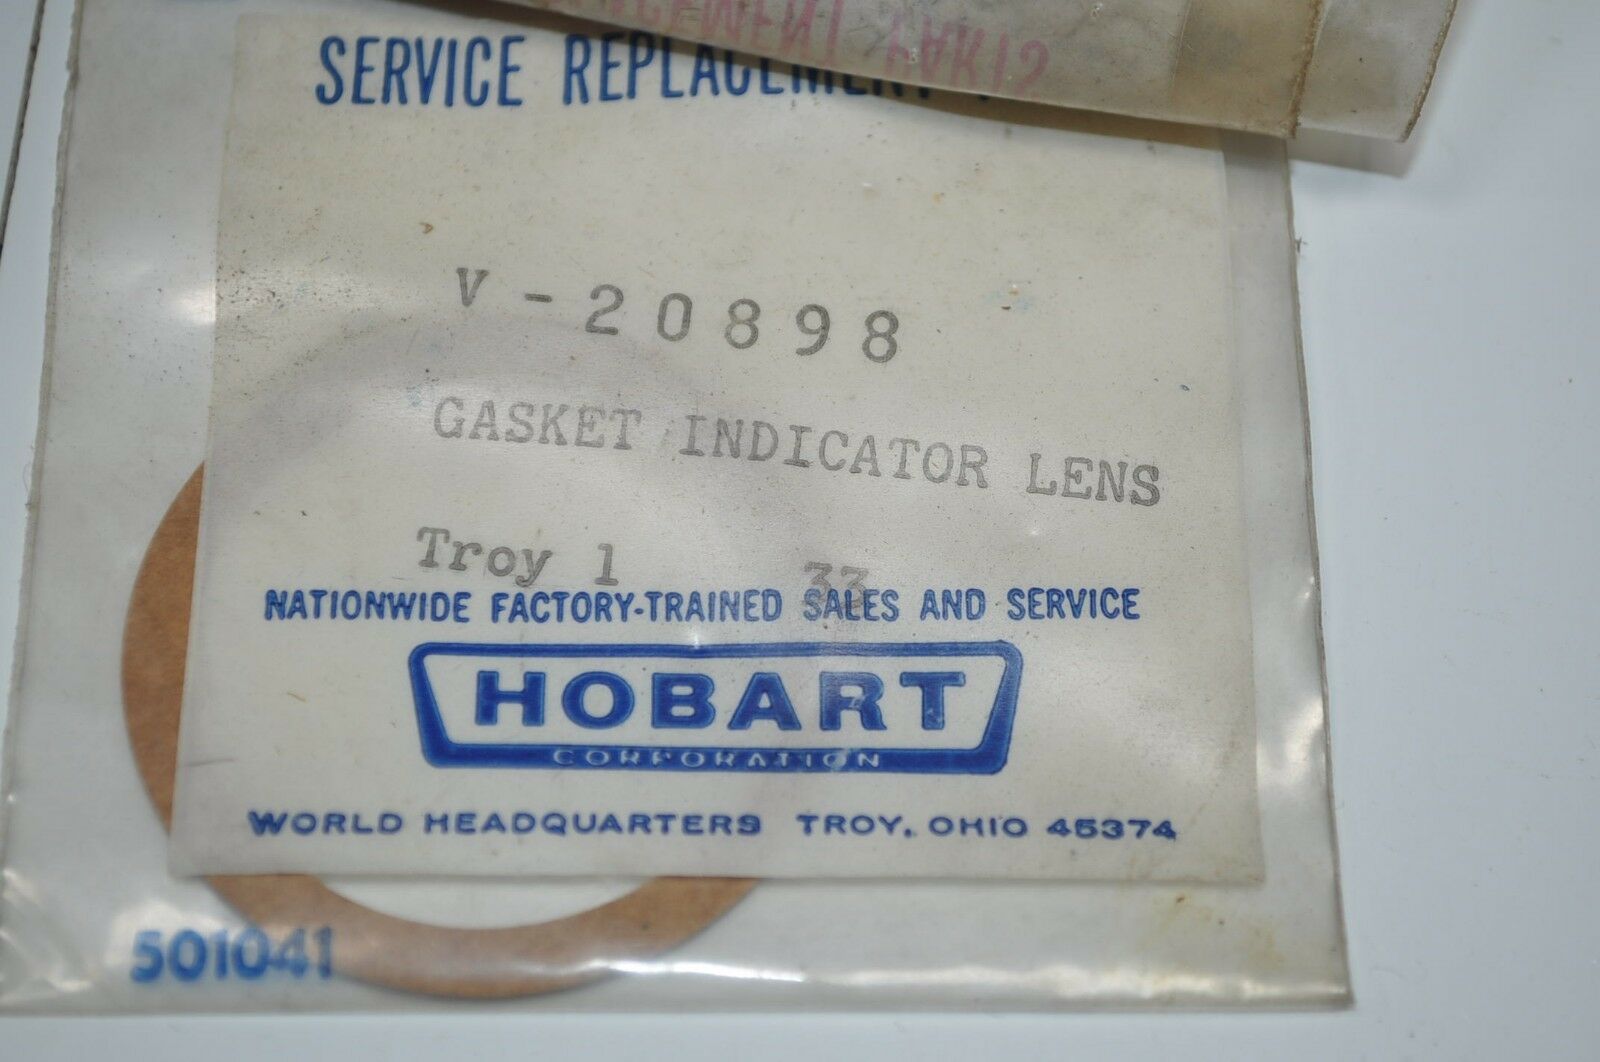 SERVICE REPLACEMENT
V-20898
GASKET INDICATOR LENS
Troy 1 33
NATIONWIDE FACTORY-TRAINED SALES AND SERVICE
HOBART
CORPORATION
WORLD HEADQUARTERS TROY, OHIO 45374
501041